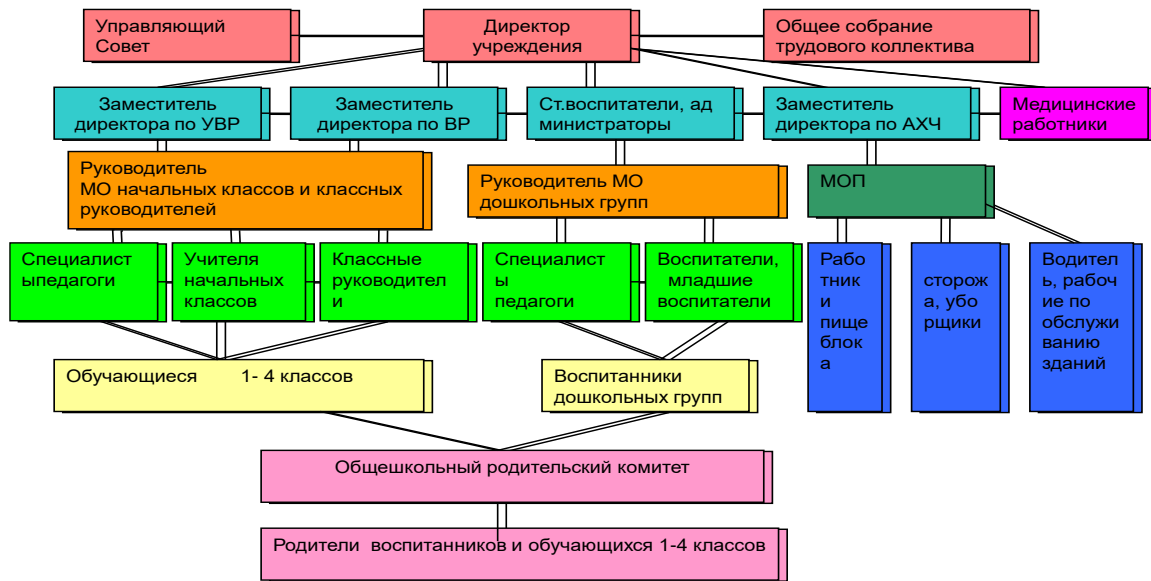 Управляющий
Совет
Директор
учреждения
Общее собрание
трудового коллектива
Заместитель
директора по УВР
Заместитель
директора по ВР
Ст.воспитатели, ад
министраторы
Заместитель
директора по АХЧ
Медицинские
работники
Руководитель
МО начальных классов и классных
руководителей
Руководитель МО
дошкольных групп
МОП
Специалист
ыпедагоги
Учителя
начальных
классов
Классные
руководител
и
Специалист
ы
педагоги
Воспитатели,
младшие
воспитатели
Рабо
тник
и
пище
блок
а
сторож
а, убо
рщики
Водител
ь, рабоч
ие по
обслужи
ванию
зданий
Обучающиеся 1- 4 классов
Воспитанники
дошкольных групп
Общешкольный родительский комитет
Родители воспитанников и обучающихся 1-4 классов